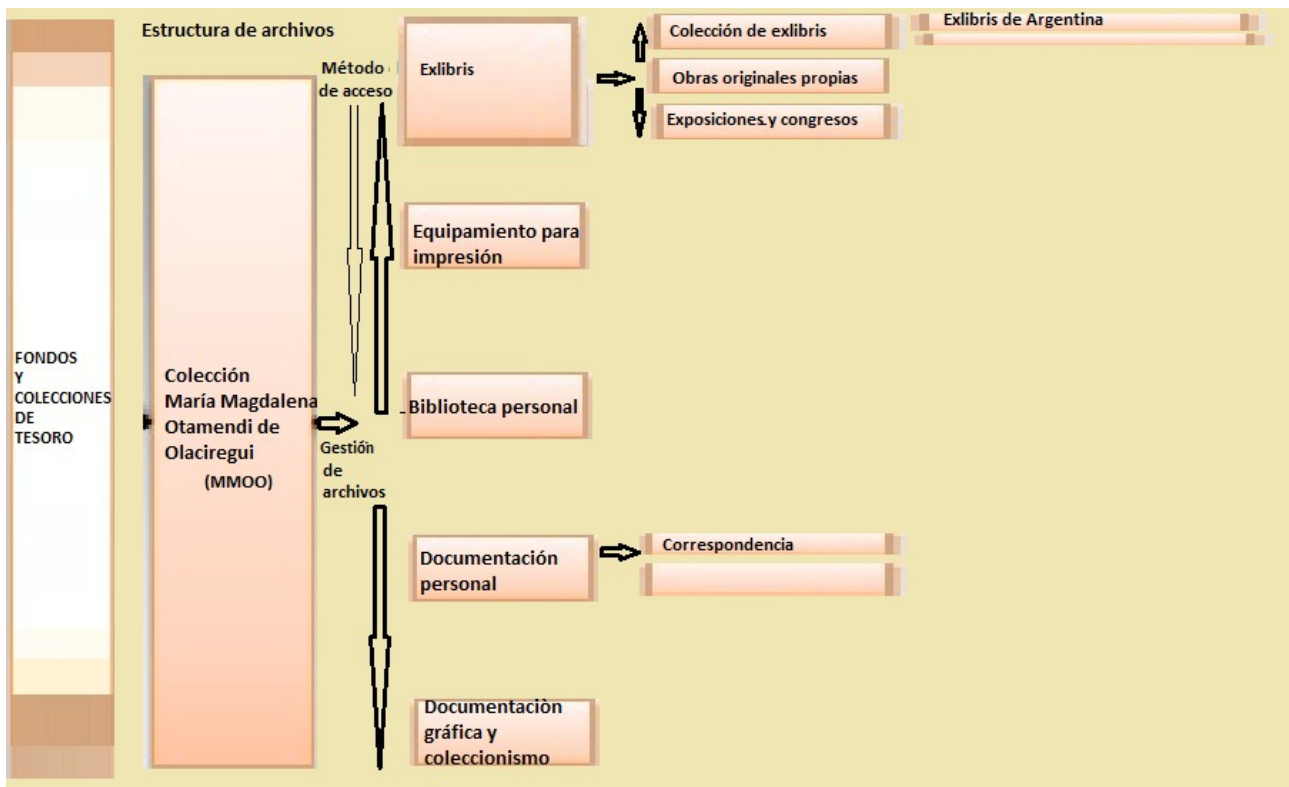 Estructura de archivos
FONDOS
Y
COLECCIONES
DE
TESORO
Colección
María Magdalena
Otamendi de
Olaciregui
(MMOO)
Método
de acceso
Gestión
de
archivos
Exlibris
Colección de exlibris
Exlibris de Argentina
Obras originales propias
Exposiciones.y congresos
Equipamiento para
impresión
Biblioteca personal
Documentación
personal
Correspondencia
Documentaciòn
gráfica y
coleccionismo